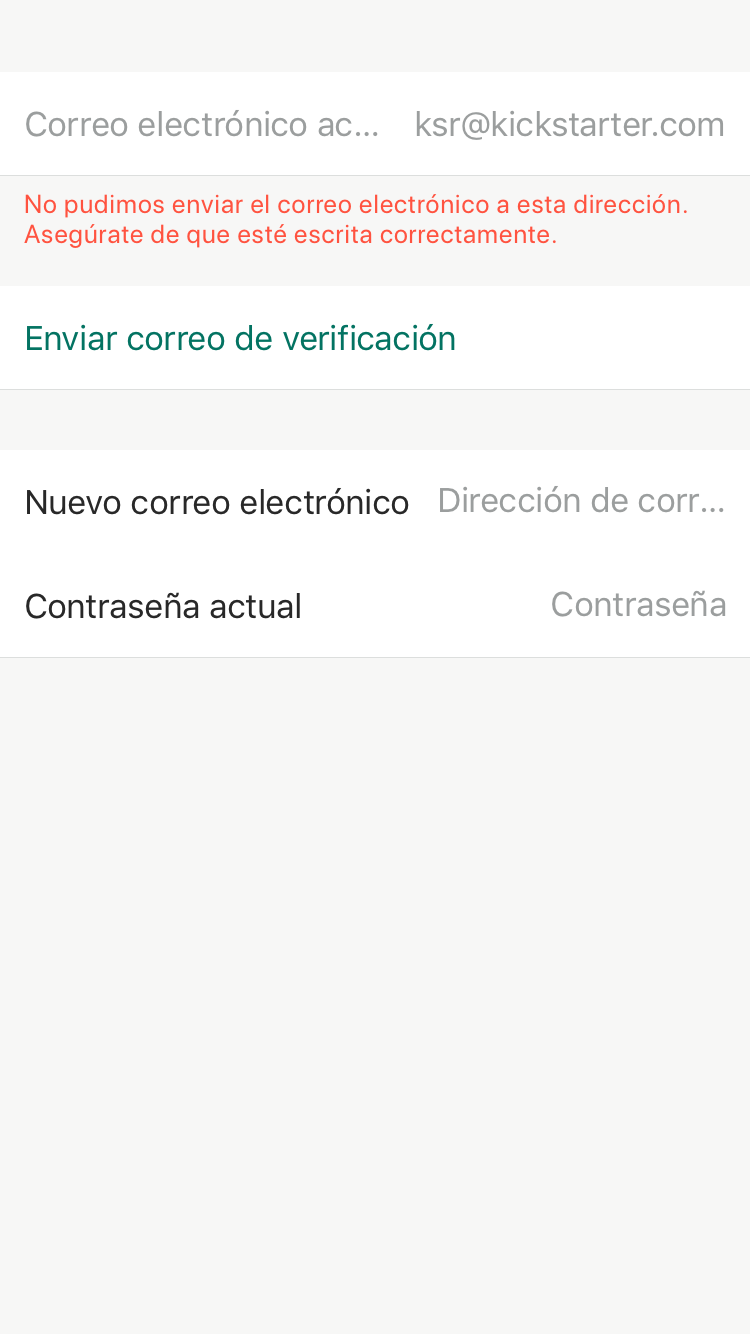 Correo electrónico ac... ksr@kickstarter.com
No pudimos enviar el correo electrónico a esta dirección.
Asegúrate de que esté escrita correctamente.
Enviar correo de verificación
Nuevo correo electrónico Dirección de corr...
Contraseña actual Contraseña